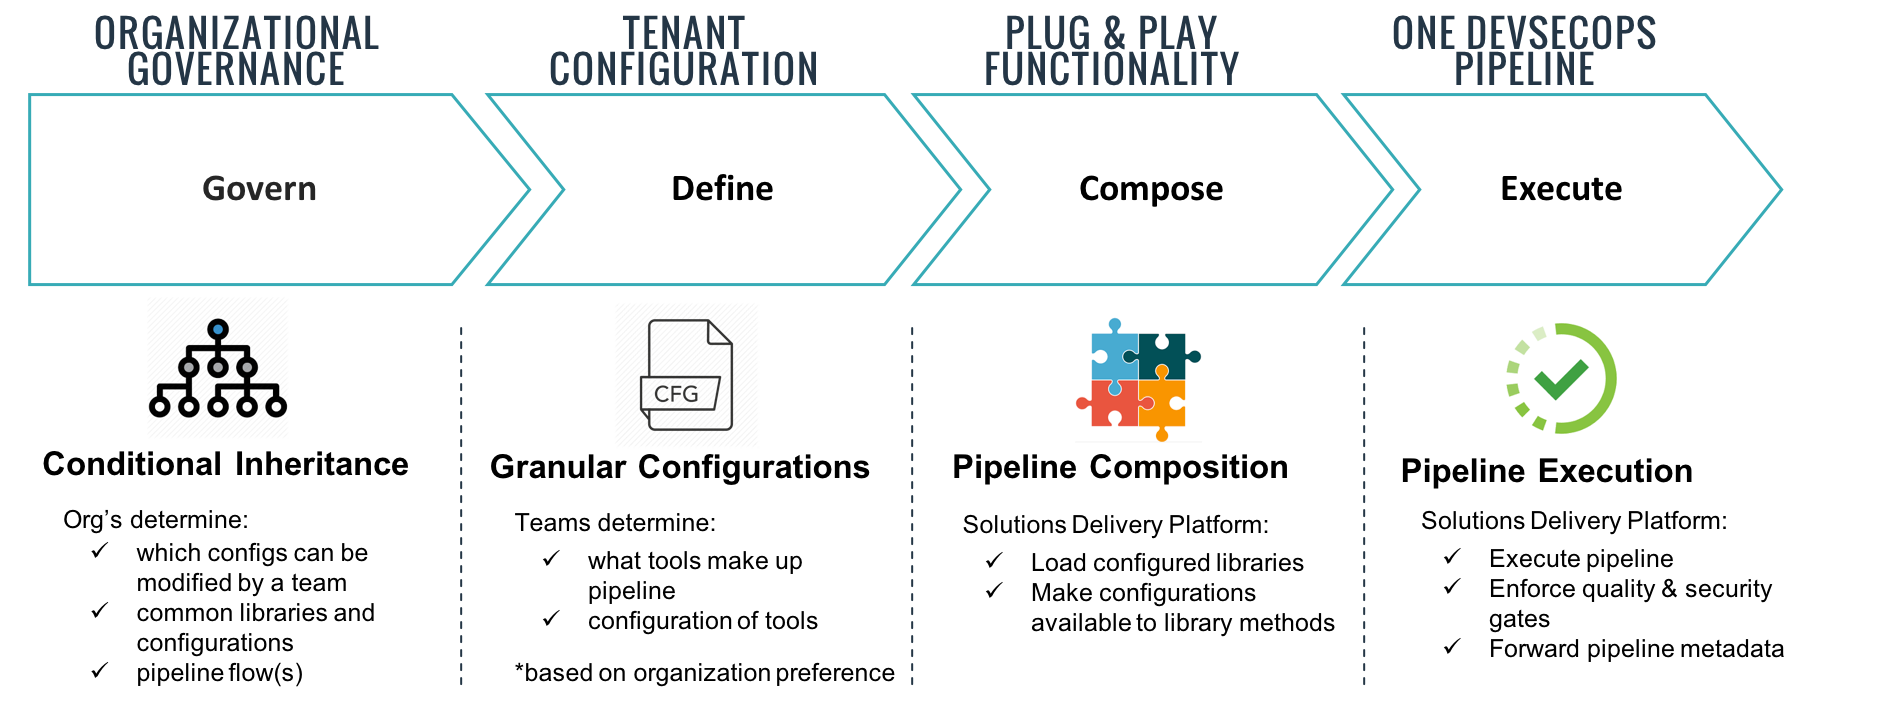 ORGANIZATIONAL
GOVERNANCE
TENANT
CONFIGURATION
PLUG & PLAY
FUNCTIONALITY
ONE DEVSECOPS
PIPELINE
Govern
Define
Compose
Execute
CFG
Conditional Inheritance
Org’s determine:
✓ which configs can be
modified by a team
✓ common libraries and
configurations
✓ pipeline flow(s)
Granular Configurations
Teams determine:
✓ what tools make up
pipeline
✓ configuration of tools
*based on organization preference
Pipeline Composition
Solutions Delivery Platform:
✓ Load configured libraries
✓ Make configurations
available to library methods
Pipeline Execution
Solutions Delivery Platform:
✓ Execute pipeline
✓ Enforce quality & security
gates
✓ Forward pipeline metadata